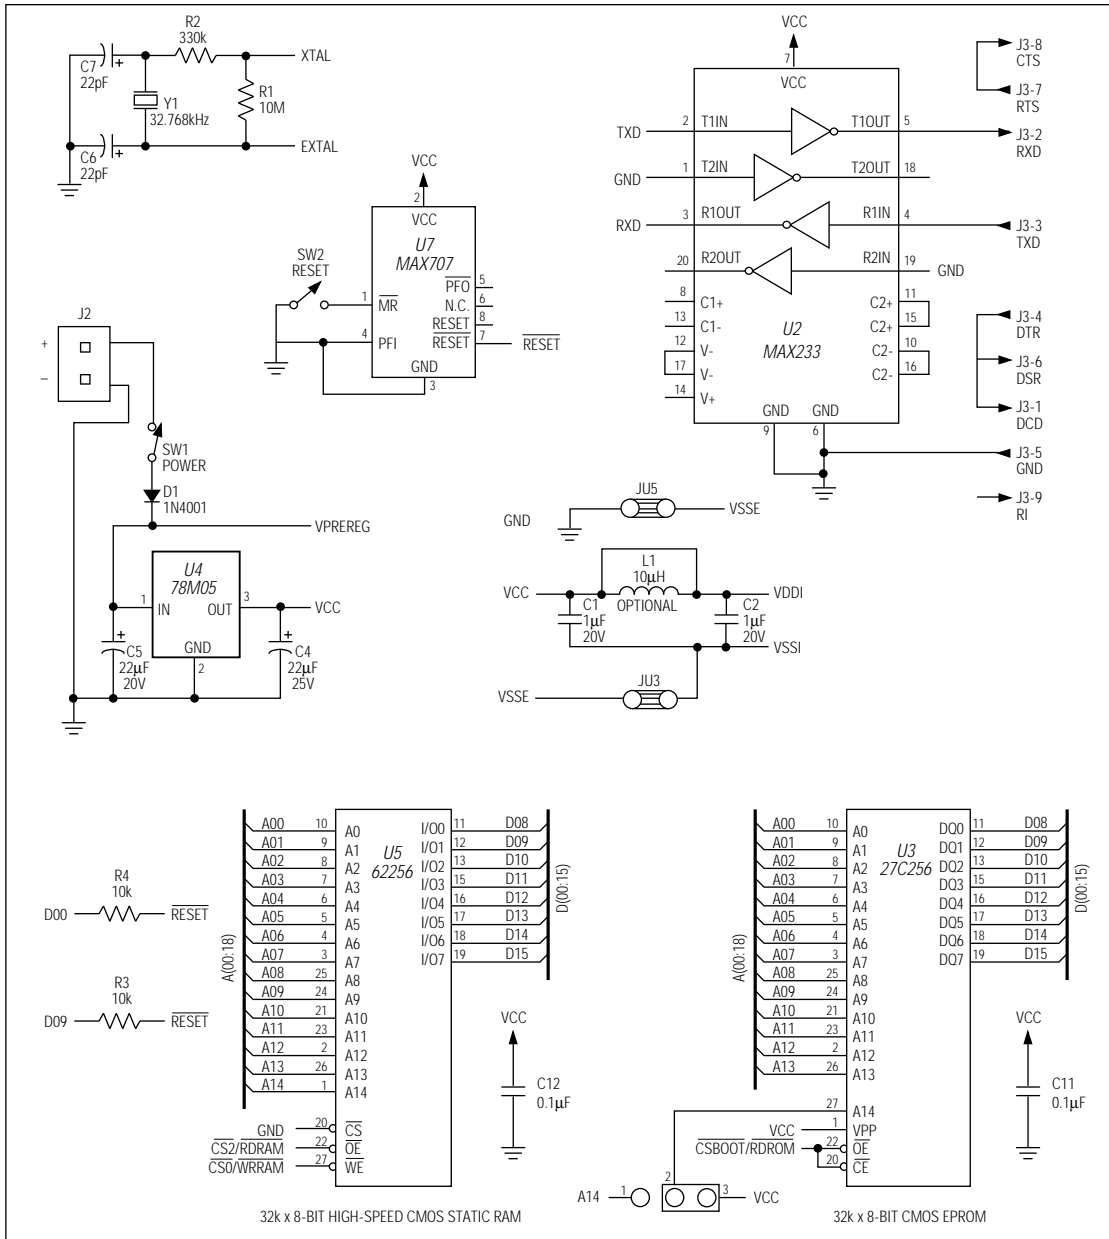 R2
330k
XTAL
C7
22pF
Y1
32.768kHz
R1
10M
EXTAL
C6
22pF
VCC
2
VCC
U7
MAX707
SW2
RESET
1
MR
4
PFI
PFO
5
N.C.
6
RESET
8
RESET
7
RESET
GND
3
VCC
7
VCC
TXD
2
T1IN
T1OUT
5
GND
1
T2IN
T2OUT
18
RXD
3
R1OUT
R1IN
4
20
R2OUT
R2IN
19
GND
8
C1+
C2+
11
13
C1-
C2+
15
12
V-
C2-
10
17
V-
C2-
16
14
V+
U2
MAX233
GND
GND
9
6
J3-8
CTS
J3-7
RTS
J3-2
RXD
J3-3
TXD
J3-4
DTR
J3-6
DSR
J3-1
DCD
J3-5
GND
J3-9
RI
J2
+
–
SW1
POWER
D1
1N4001
VPREREG
U4
78M05
1
IN
OUT
3
VCC
GND
2
C5
22µF
20V
C4
22µF
25V
JU5
GND
VSSE
L1
10µH
VCC
OPTIONAL
VDDI
C1
1µF
20V
C2
1µF
20V
VSSI
JU3
VSSE
R4
10k
D00
RESET
R3
10k
D09
RESET
A(00:18)
U5
62256
A00 10 A0 I/O0 11 D08
A01 9 A1 I/O1 12 D09
A02 8 A2 I/O2 13 D10
A03 7 A3 I/O3 15 D11
A04 6 A4 I/O4 16 D12
A05 5 A5 I/O5 17 D13
A06 4 A6 I/O6 18 D14
A07 3 A7 I/O7 19 D15
A08 25 A8
A09 24 A9
A10 21 A10
A11 23 A11
A12 2 A12
A13 26 A13
A14 1 A14
GND 20 CS
CS2/RDRAM 22 OE
CS0/WRRAM 27 WE
D(00:15)
VCC
C12
0.1µF
32k x 8-BIT HIGH-SPEED CMOS STATIC RAM
A(00:18)
U3
27C256
A00 10 A0 DQ0 11 D08
A01 9 A1 DQ1 12 D09
A02 8 A2 DQ2 13 D10
A03 7 A3 DQ3 15 D11
A04 6 A4 DQ4 16 D12
A05 5 A5 DQ5 17 D13
A06 4 A6 DQ6 18 D14
A07 3 A7 DQ7 19 D15
A08 25 A8
A09 24 A9
A10 21 A10
A11 23 A11
A12 2 A12
A13 26 A13
27 A14
VCC 1 VPP
CSBOOT/RDROM 22 OE
20 CE
A14 1 2 3 VCC
D(00:15)
VCC
C11
0.1µF
32k x 8-BIT CMOS EPROM